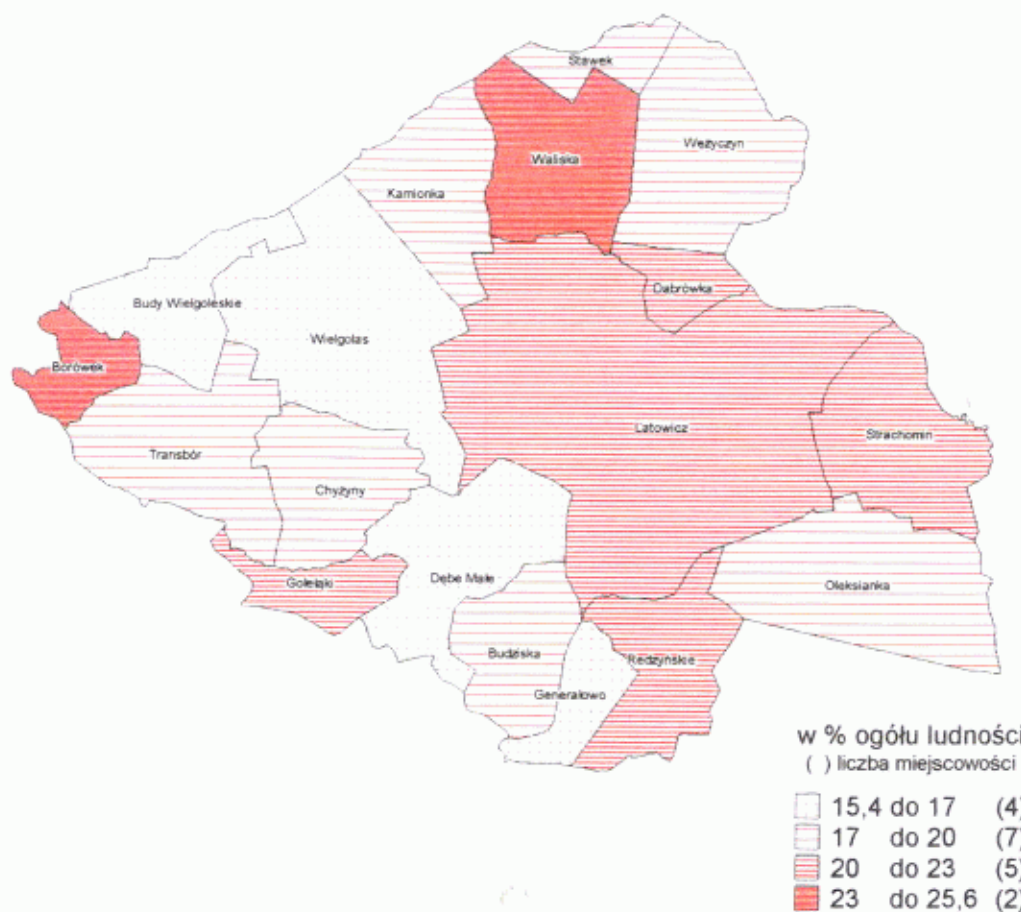 Stawek
Waliska
Wężyczyn
Kamionka
Dąbrówka
Budy Wielgoleskie
Wielgolas
Borówek
Latowicz
Strachomin
Transbór
Chyżyny
Goleląki
Dębe Małe
Oleksianka
Budziska
Redzyńskie
Generałowo
w % ogółu ludności
( ) liczba miejscowości
15,4 do 17 (4)
17 do 20 (7)
20 do 23 (5)
23 do 25,6 (2)